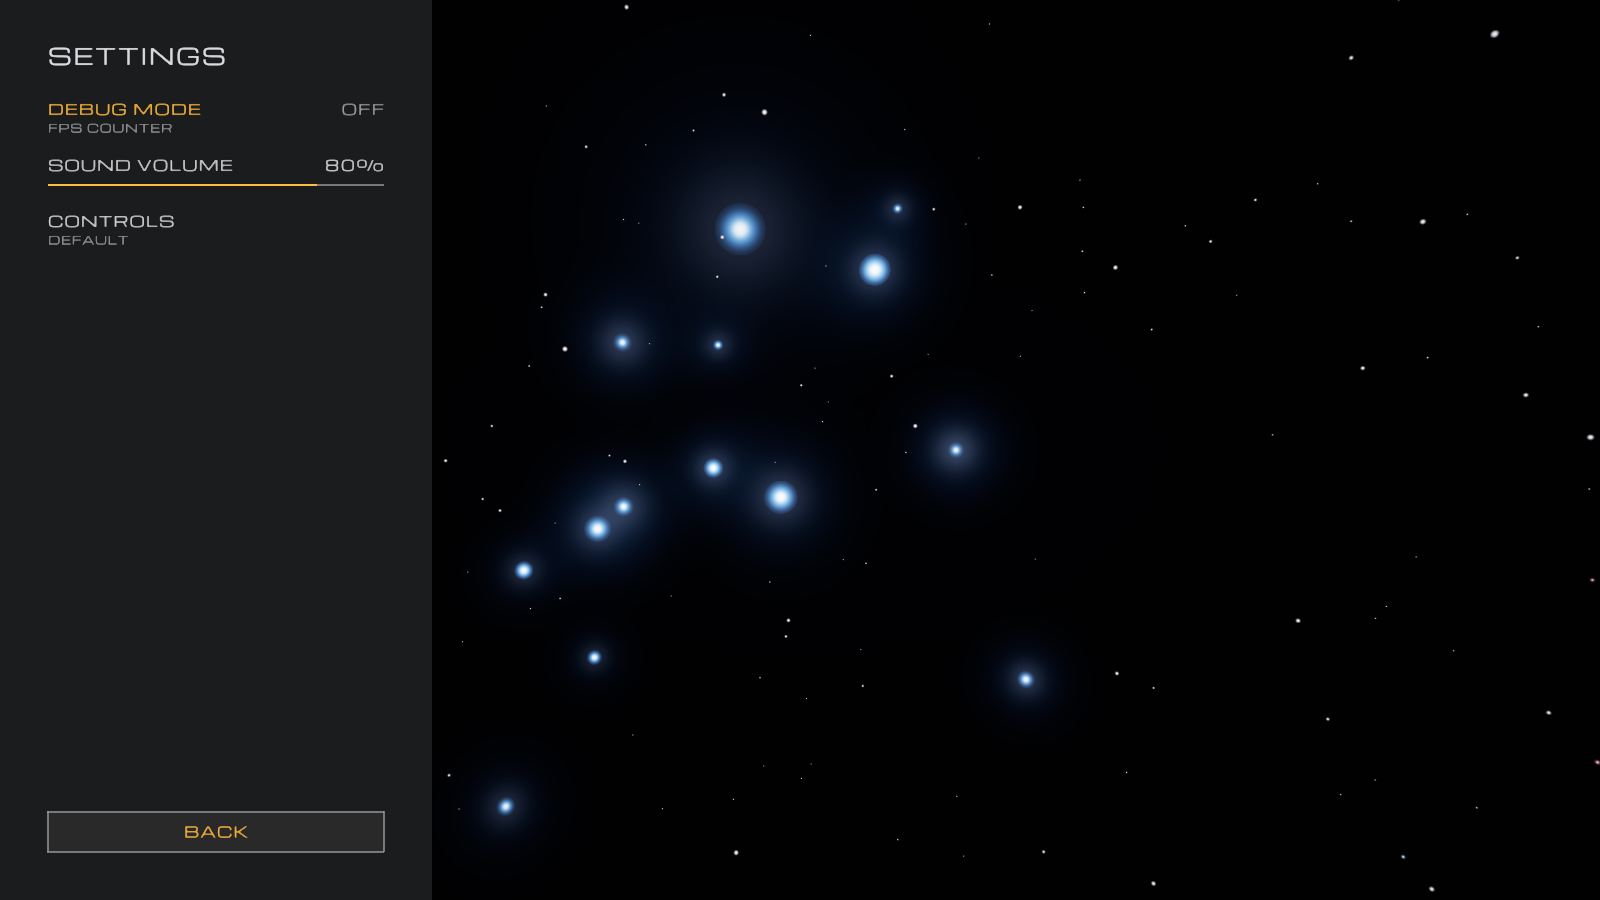 SETTINGS
DEBUG MODE OFF
FPS COUNTER
SOUND VOLUME 80%
CONTROLS
DEFAULT
BACK